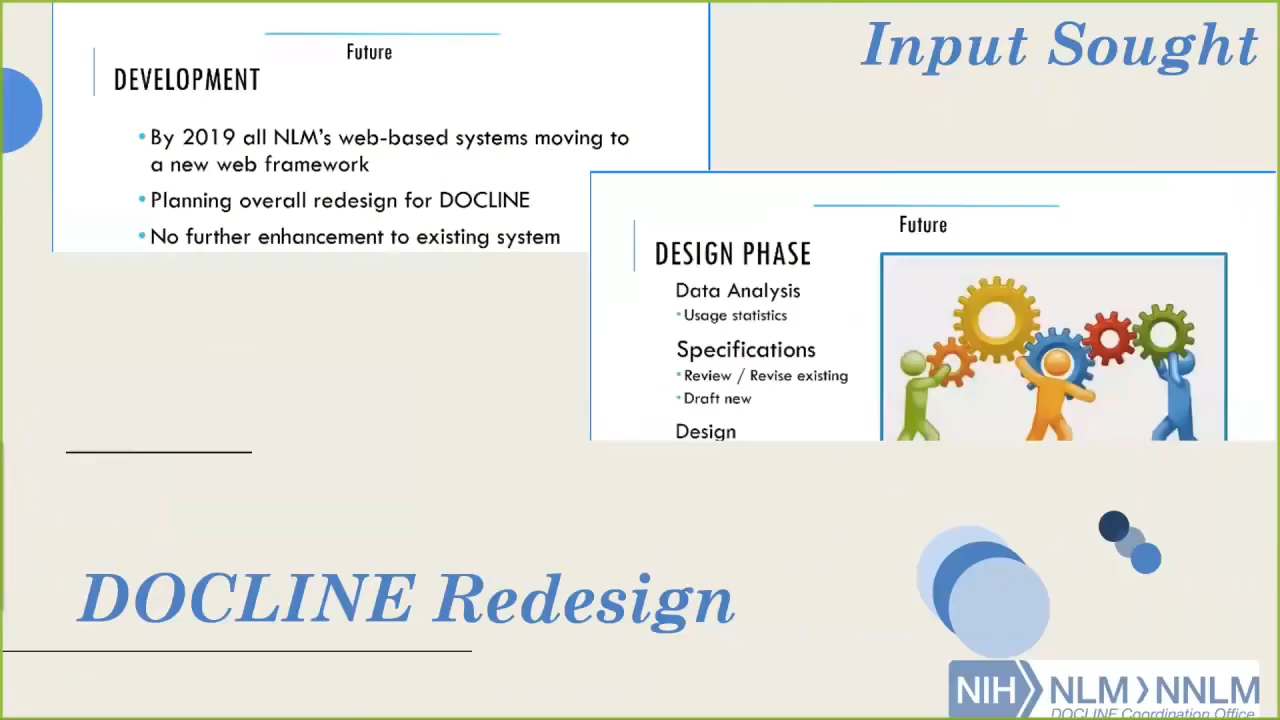 Input Sought
Future
DEVELOPMENT
•By 2019 all NLM's web-based systems moving to
a new web framework
•Planning overall redesign for DOCLINE
•No further enhancement to existing system
Future
DESIGN PHASE
Data Analysis
•Usage statistics
Specifications
•Review / Revise existing
•Draft new
Design
DOCLINE Redesign
NIH NLM NNLM
DOCLINE Coordination Office